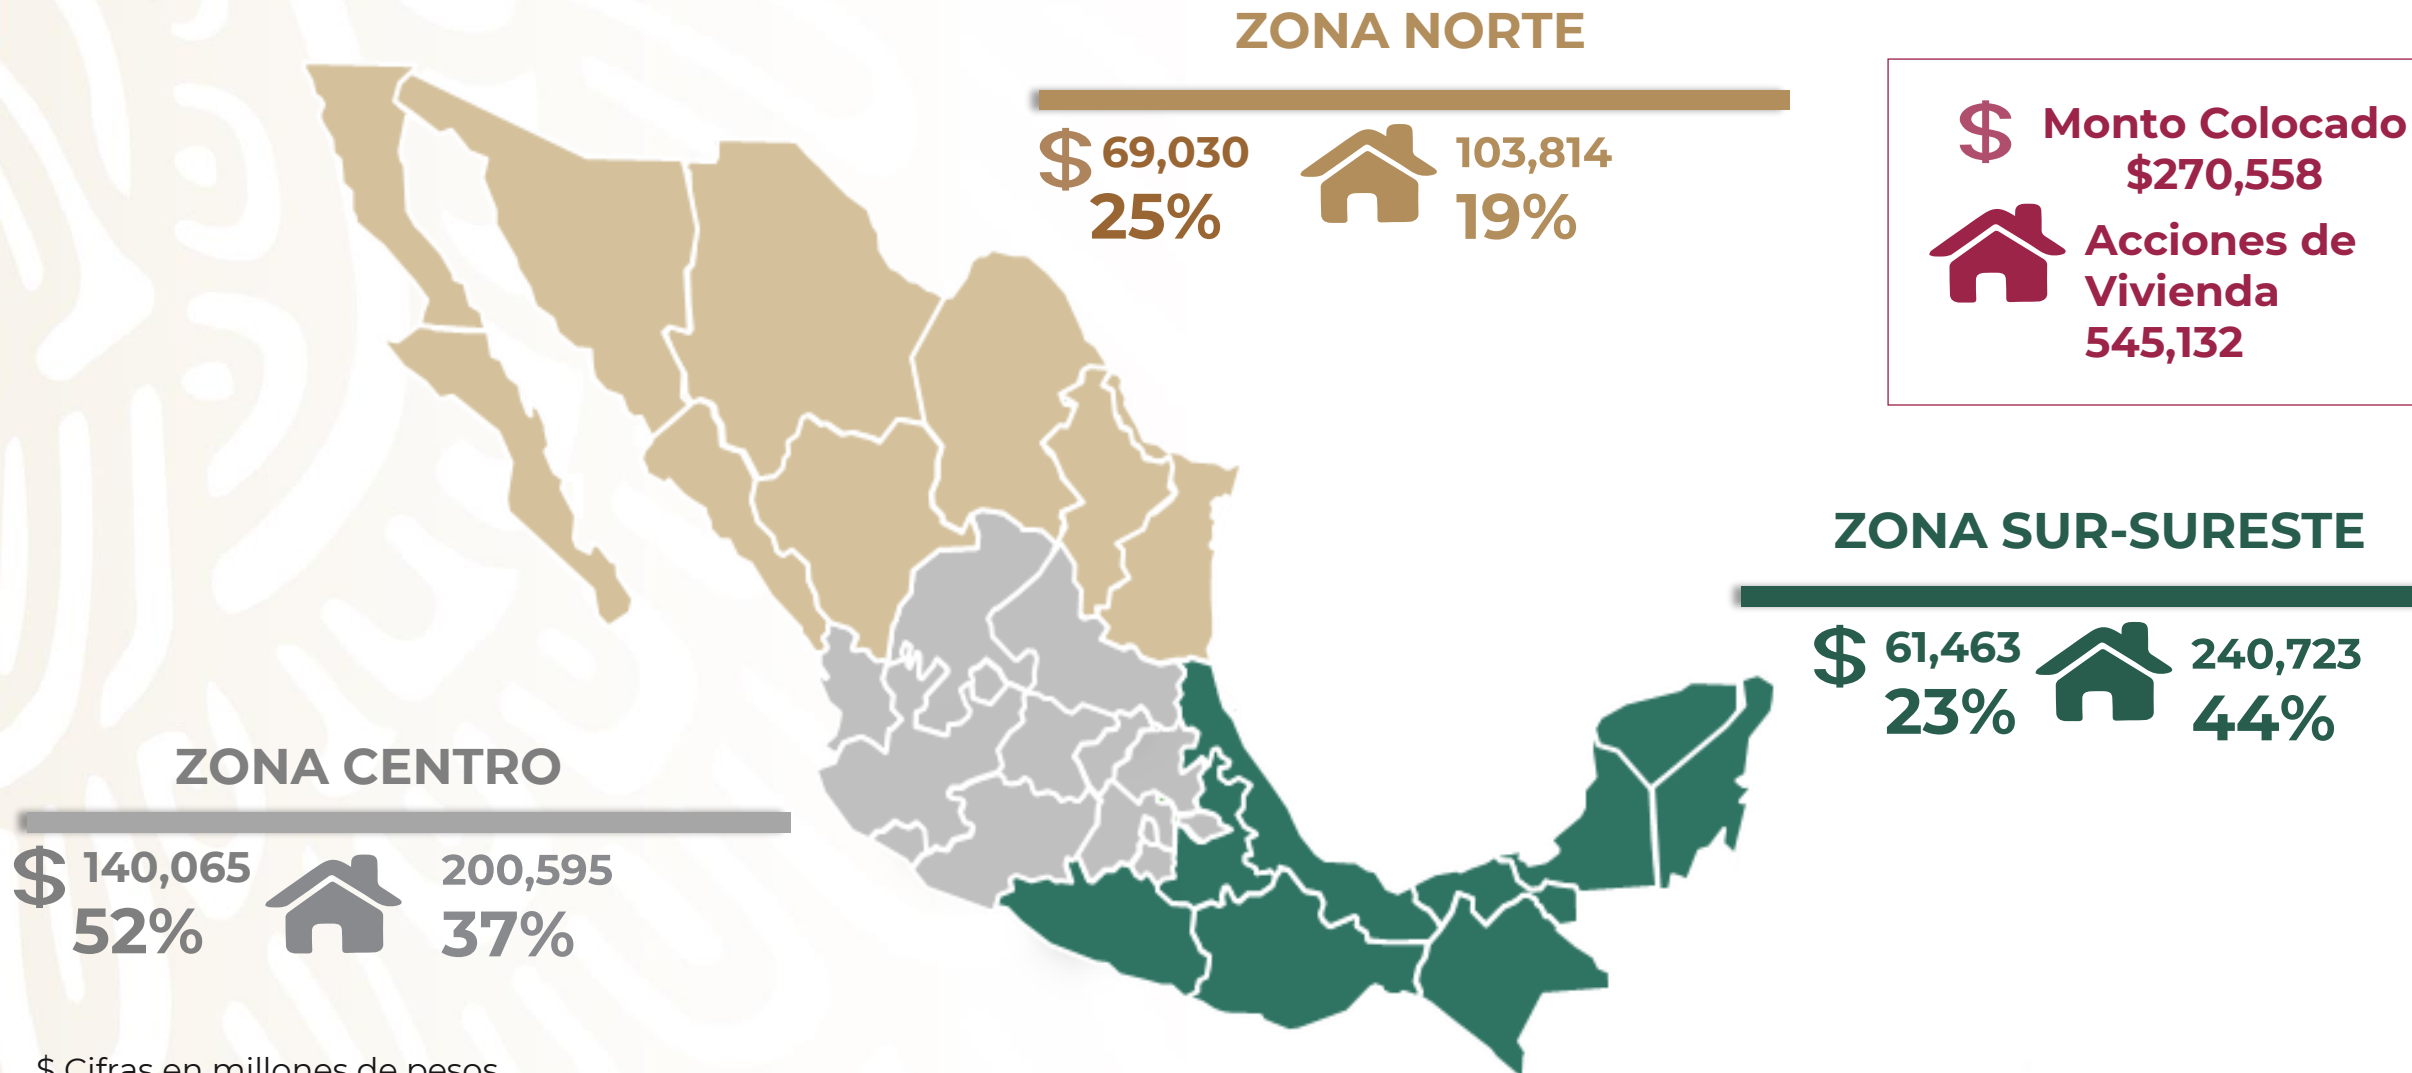 ZONA NORTE
$ 69,030
25%
103,814
19%
$ Monto Colocado
$270,558
Acciones de
Vivienda
545,132
ZONA SUR-SURESTE
$ 61,463
23%
240,723
44%
ZONA CENTRO
$ 140,065
52%
200,595
37%
$ Cifras en millones de pesos